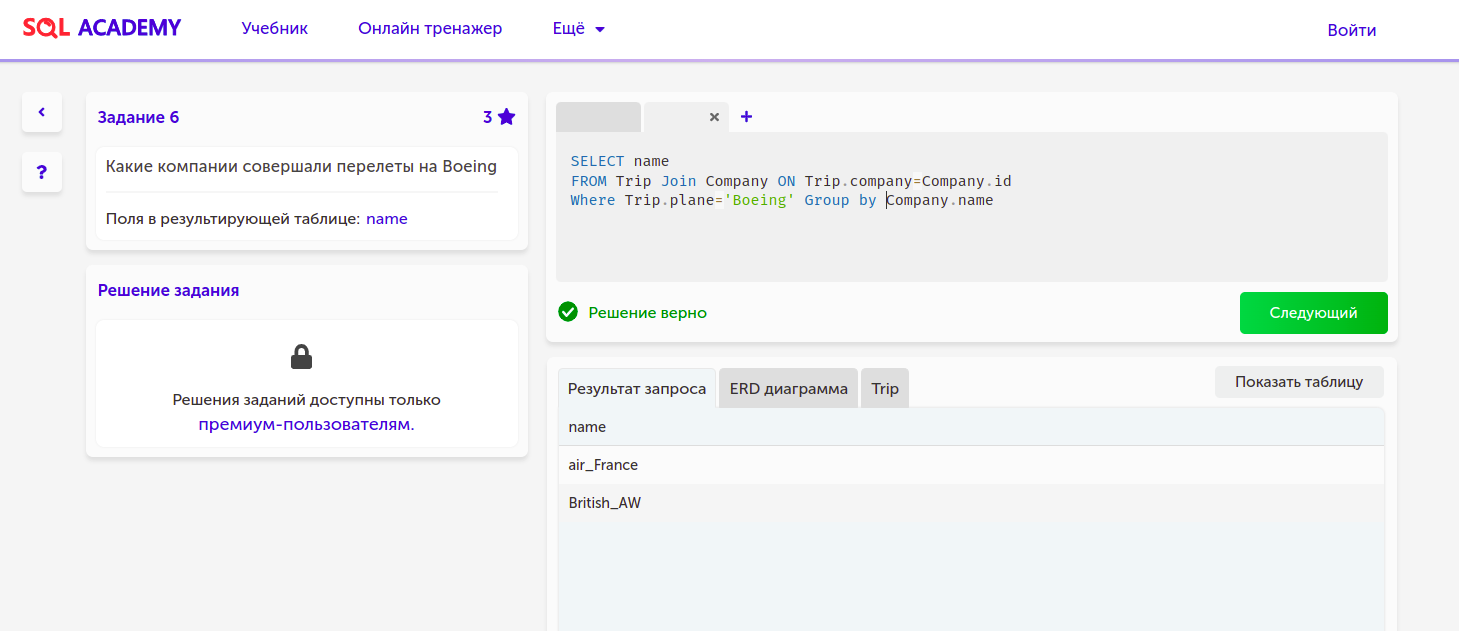 SQL ACADEMY
Учебник
Онлайн тренажер
Ещё
Войти
Задание 6
3
Какие компании совершали перелеты на Boeing
Поля в результирующей таблице: name
Решение задания
Решения заданий доступны только
премиум-пользователям.
?
+
SELECT name
FROM Trip Join Company ON Trip.company=Company.id
Where Trip.plane='Boeing' Group by Company.name
Решение верно
Следующий
Результат запроса
ERD диаграмма
Trip
Показать таблицу
name
air_France
British_AW